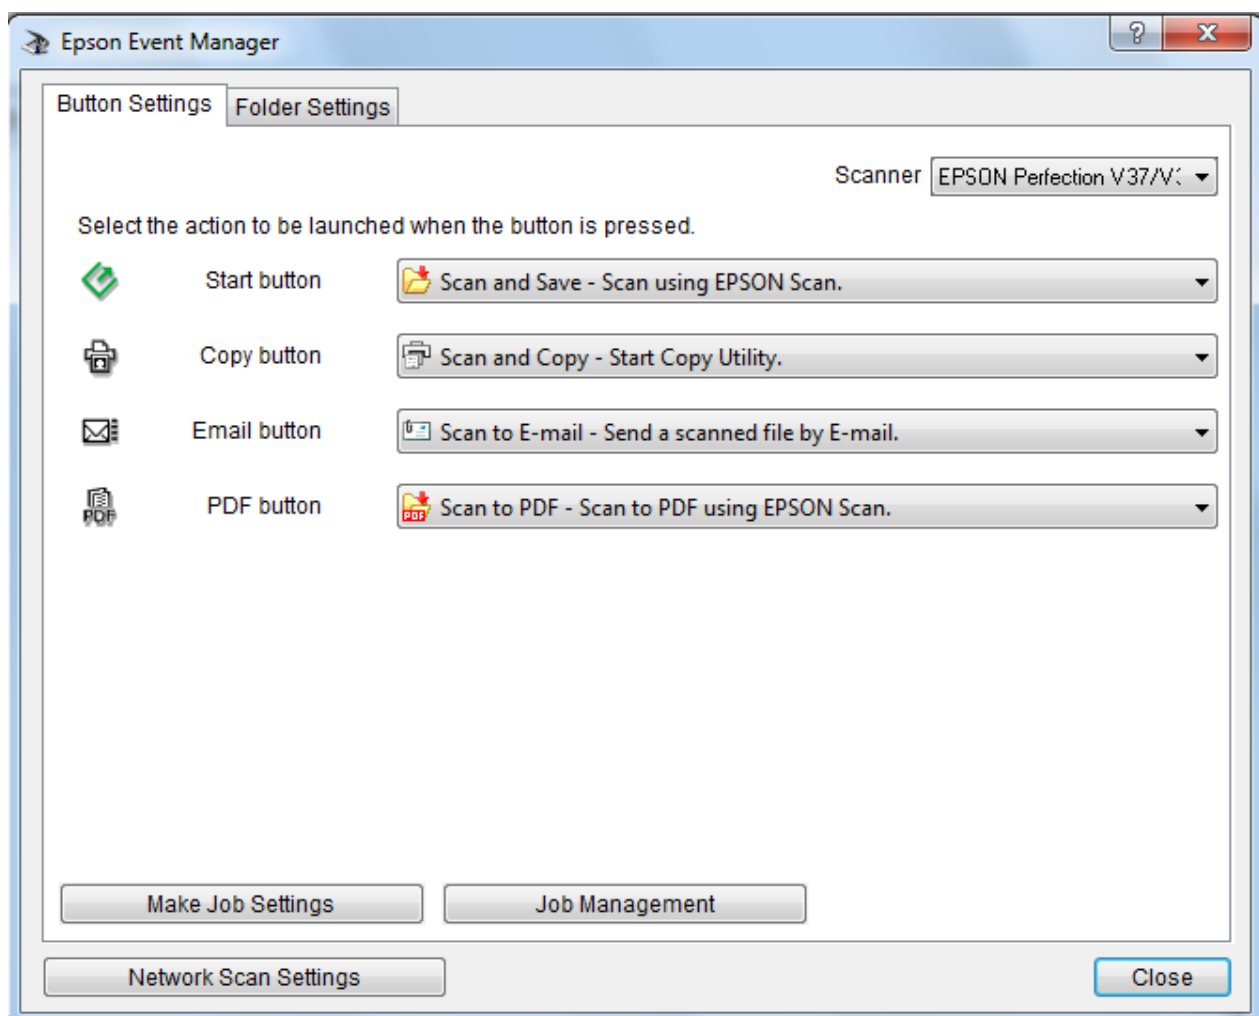 Epson Event Manager
Button Settings Folder Settings
Scanner EPSON Perfection V37/V
Select the action to be launched when the button is pressed.
Start button Scan and Save - Scan using EPSON Scan.
Copy button Scan and Copy - Start Copy Utility.
Email button Scan to E-mail - Send a scanned file by E-mail.
PDF PDF button PDF Scan to PDF - Scan to PDF using EPSON Scan.
Make Job Settings Job Management
Network Scan Settings Close